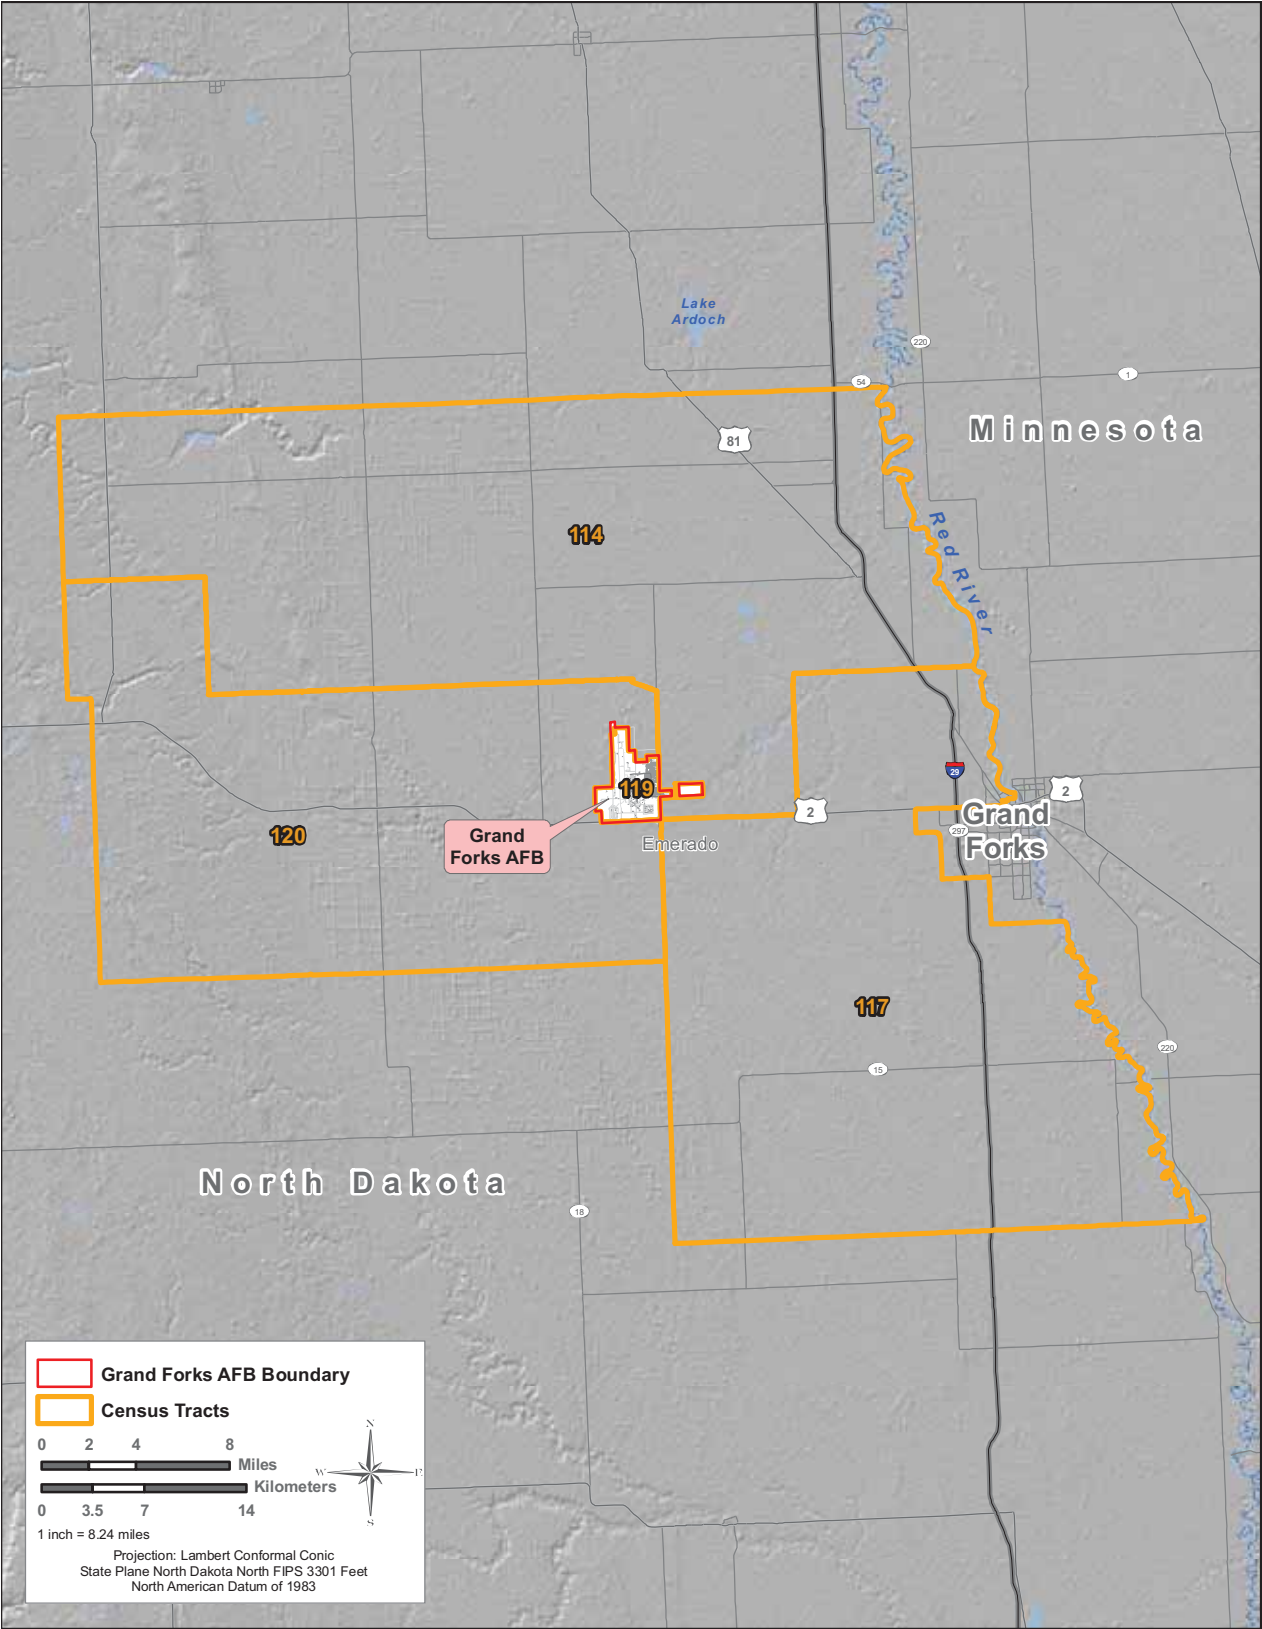 Lake
Ardoch
220
54
1
Minnesota
81
114
Red River
29
2
119
2
Grand
Forks
297
120
Grand
Forks AFB
Emerado
117
220
15
North Dakota
18
Grand Forks AFB Boundary
Census Tracts
N
0 2 4 8
Miles
W E
Kilometers
0 3.5 7 14
S
1 inch = 8.24 miles
Projection: Lambert Conformal Conic
State Plane North Dakota North FIPS 3301 Feet
North American Datum of 1983